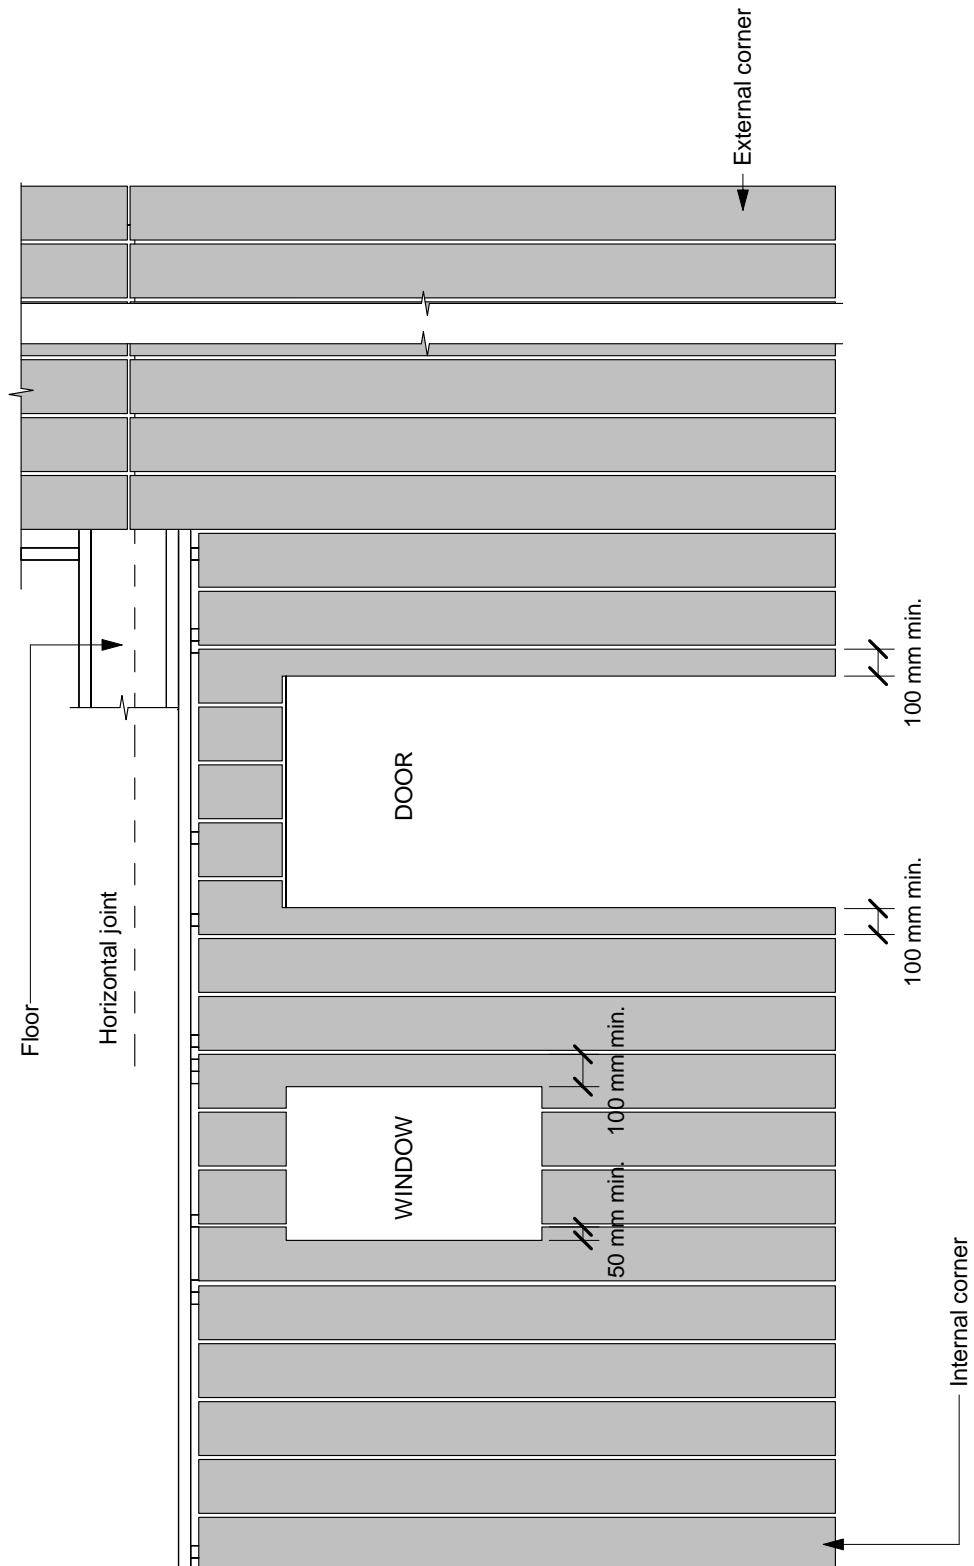 Floor
Horizontal joint
External corner
WINDOW
DOOR
50 mm min.
100 mm min.
100 mm min.
100 mm min.
Internal corner